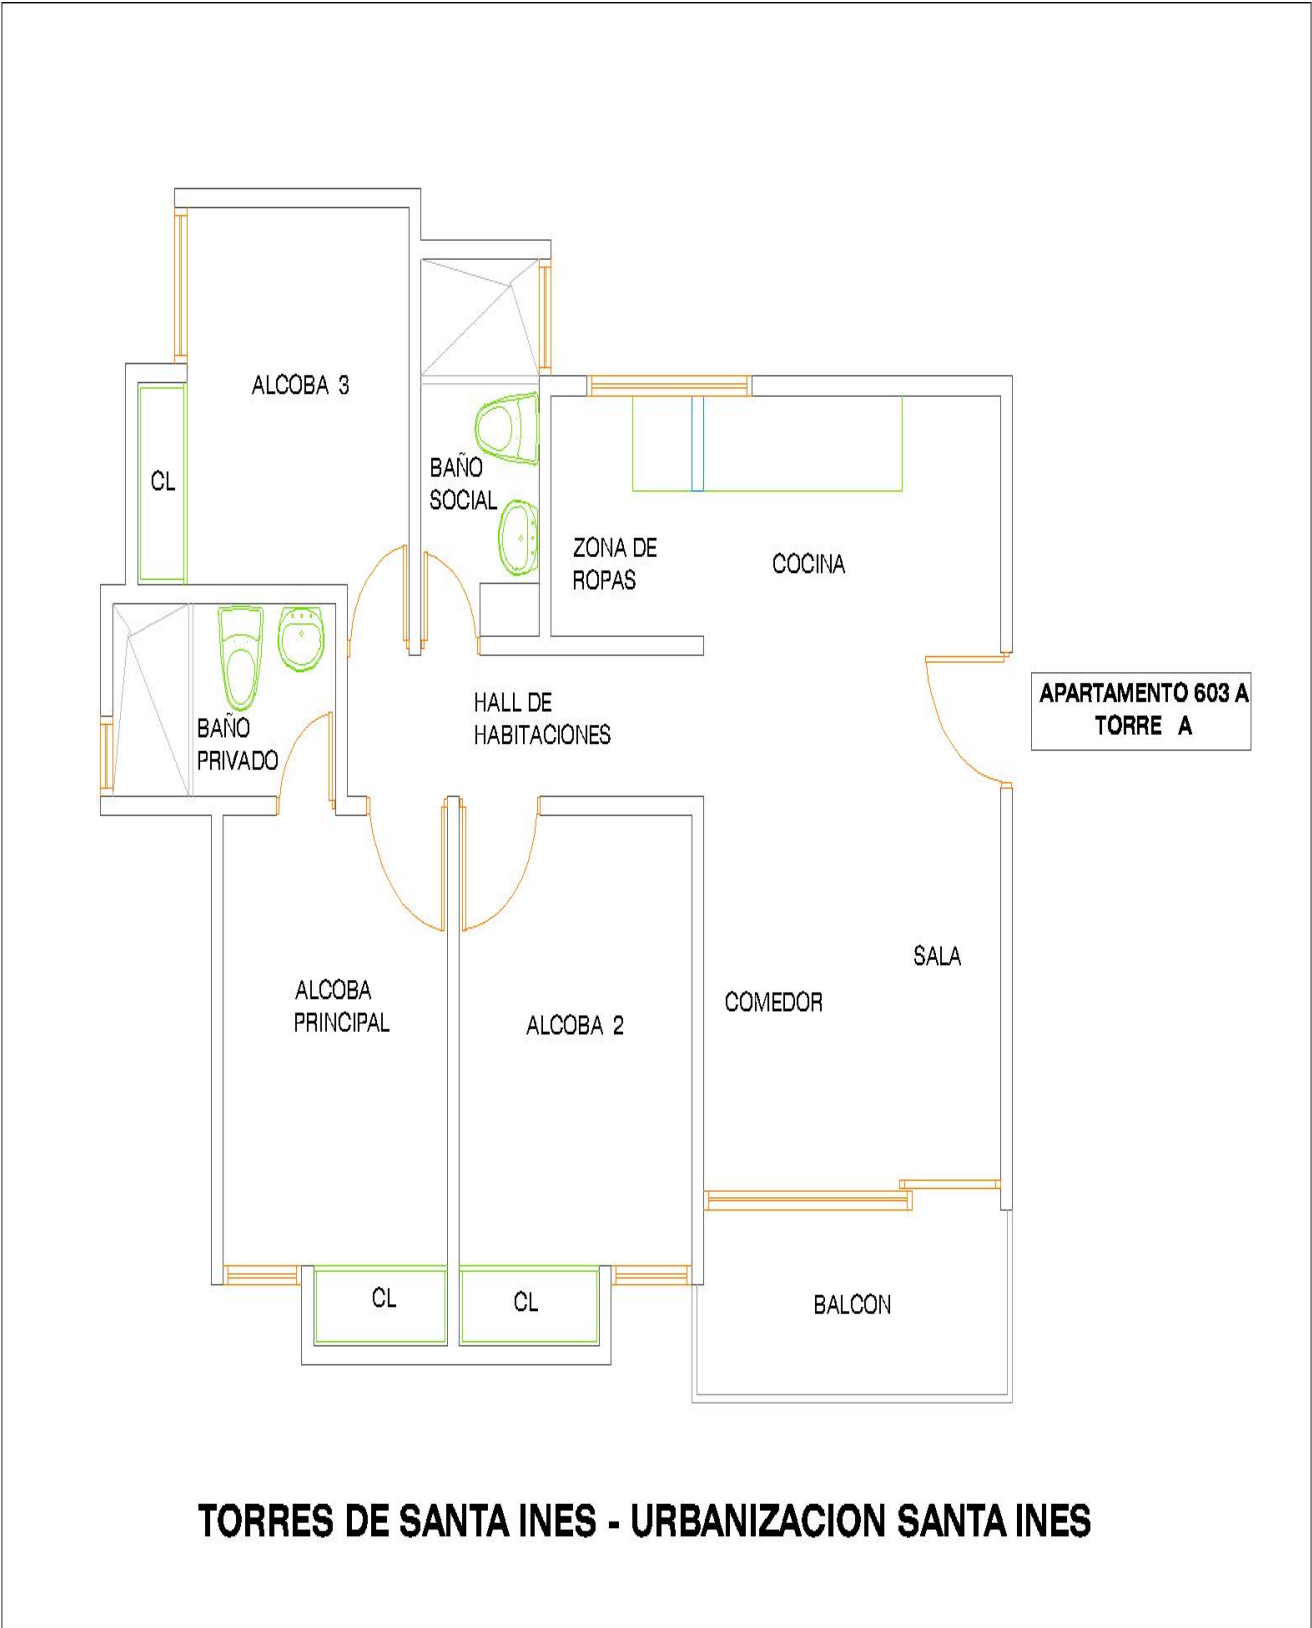 ALCOBA 3
CL
BAÑO
SOCIAL
ZONA DE
ROPAS
COCINA
HALL DE
HABITACIONES
BAÑO
PRIVADO
APARTAMENTO 603 A
TORRE A
ALCOBA
PRINCIPAL
ALCOBA 2
COMEDOR
SALA
CL
CL
BALCON
TORRES DE SANTA INES - URBANIZACION SANTA INES